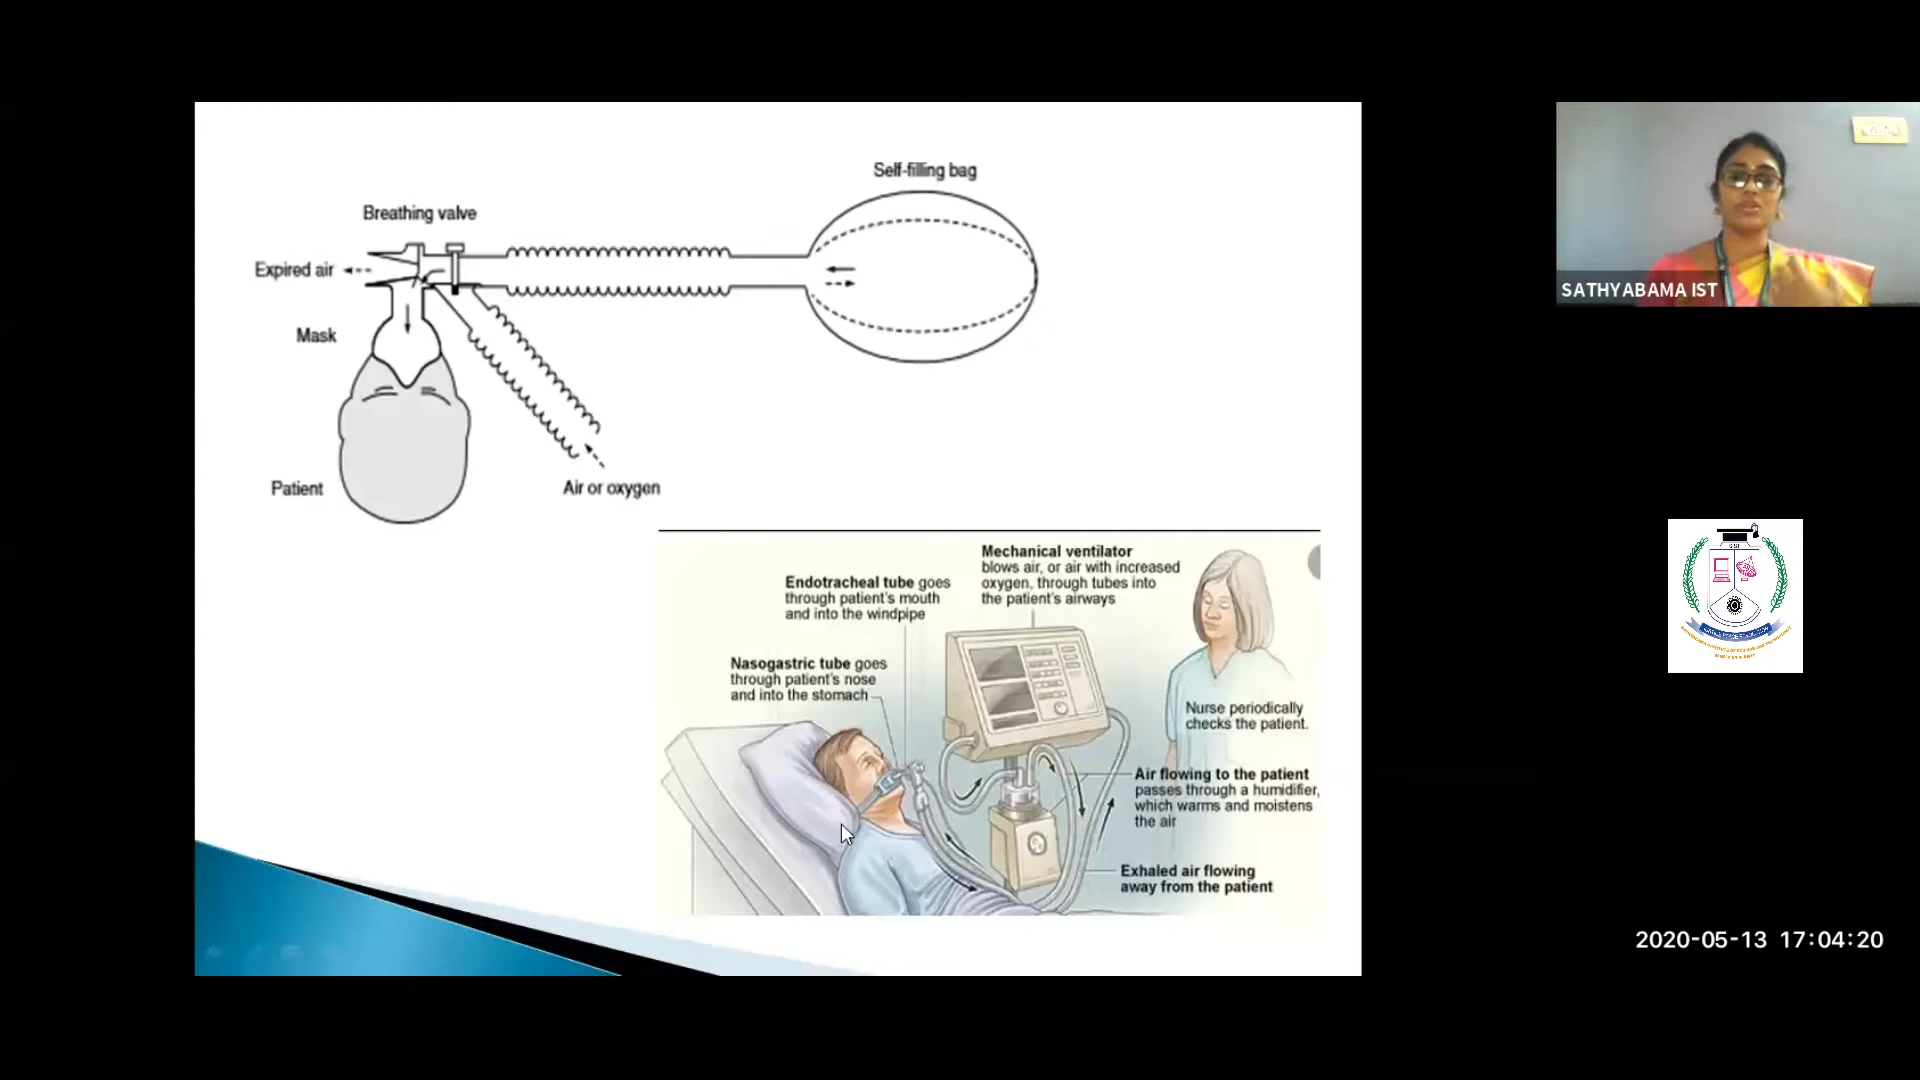 Self-filling bag
Breathing valve
Expired air
Mask
Patient
Air or oxygen
Mechanical ventilator
blows air, or air with increased
oxygen, through tubes into
the patient's airways
Endotracheal tube goes
through patient's mouth
and into the windpipe
Nasogastric tube goes
through patient's nose
and into the stomach
Nurse periodically
checks the patient.
Air flowing to the patient
passes through a humidifier,
which warms and moistens
the air
Exhaled air flowing
away from the patient
SATHYABAMA IST
2020-05-13 17:04:20